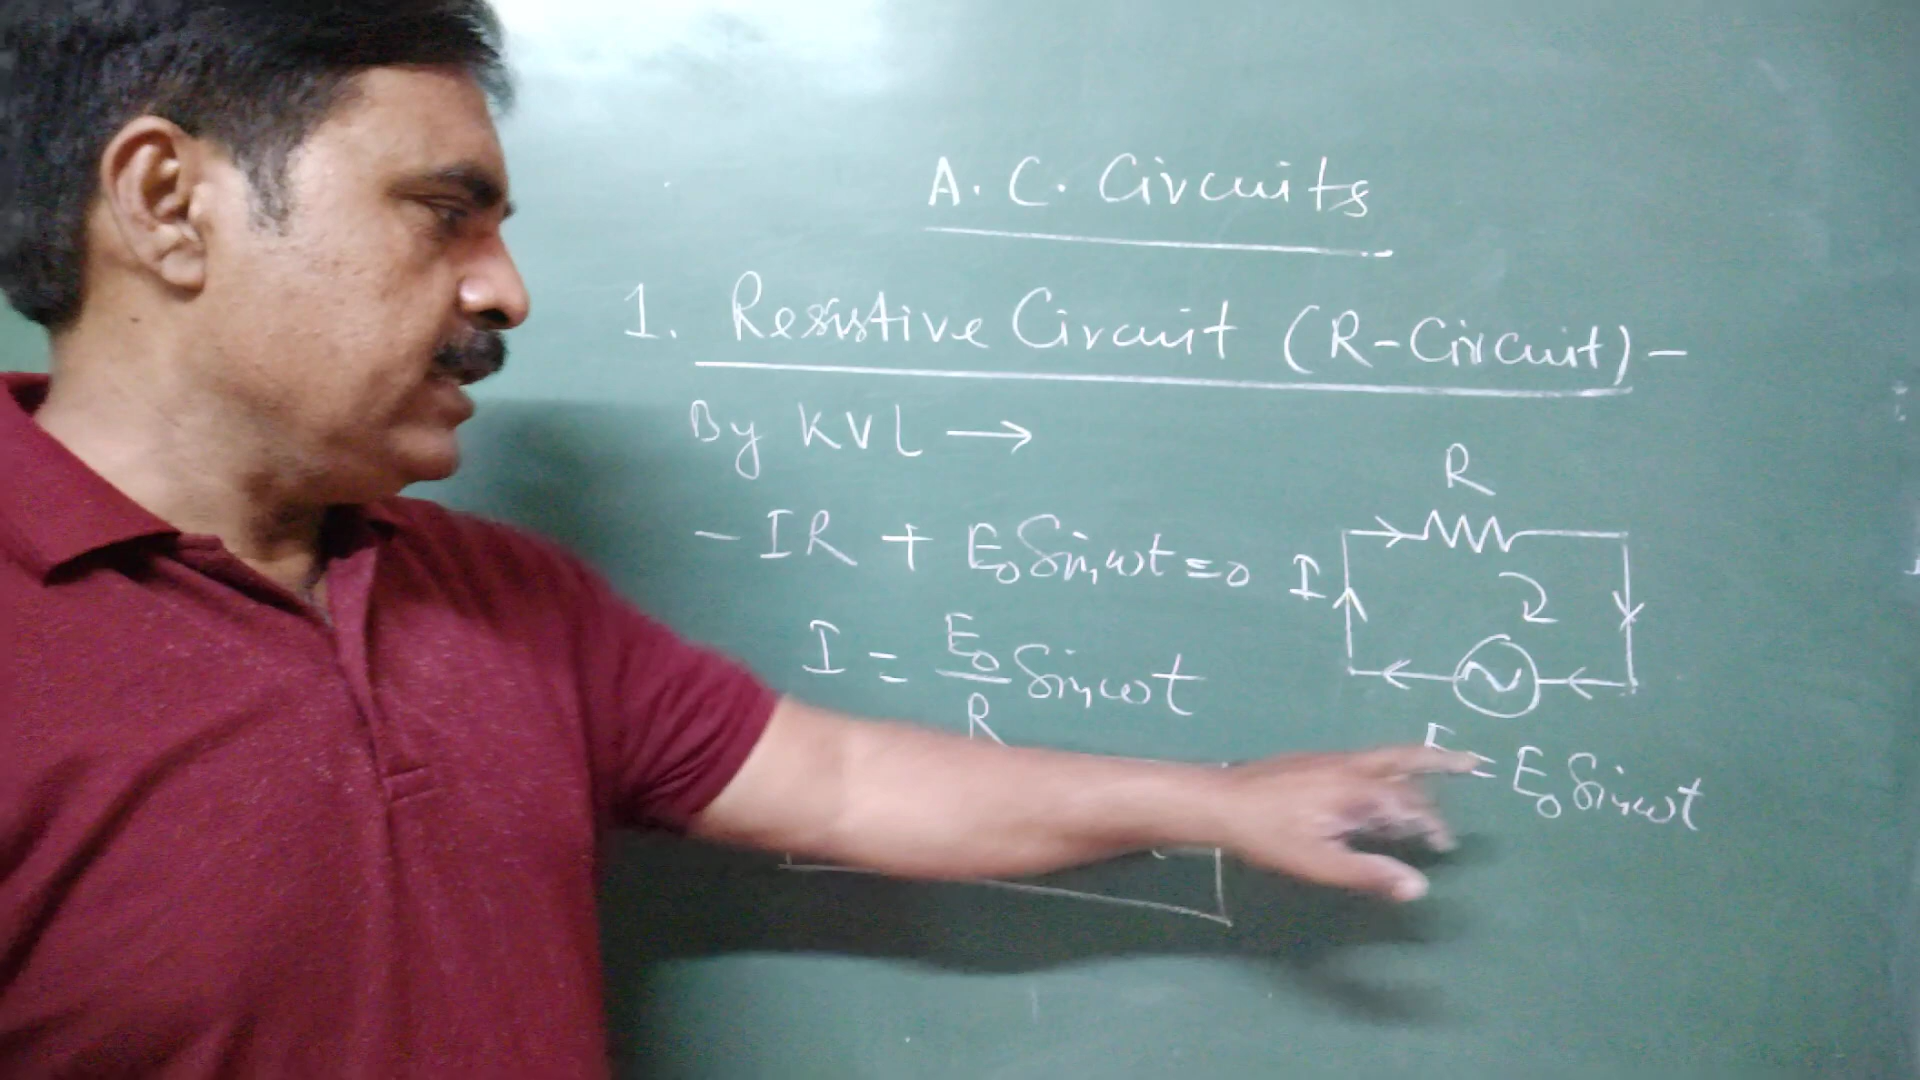 A. C. Circuits
1. Resistive Circuit (R-Circuit) -
By KVL →
- IR + E₀ Sin ωt = 0
I = E₀/R Sin ωt
R
I
E = E₀ Sin ωt